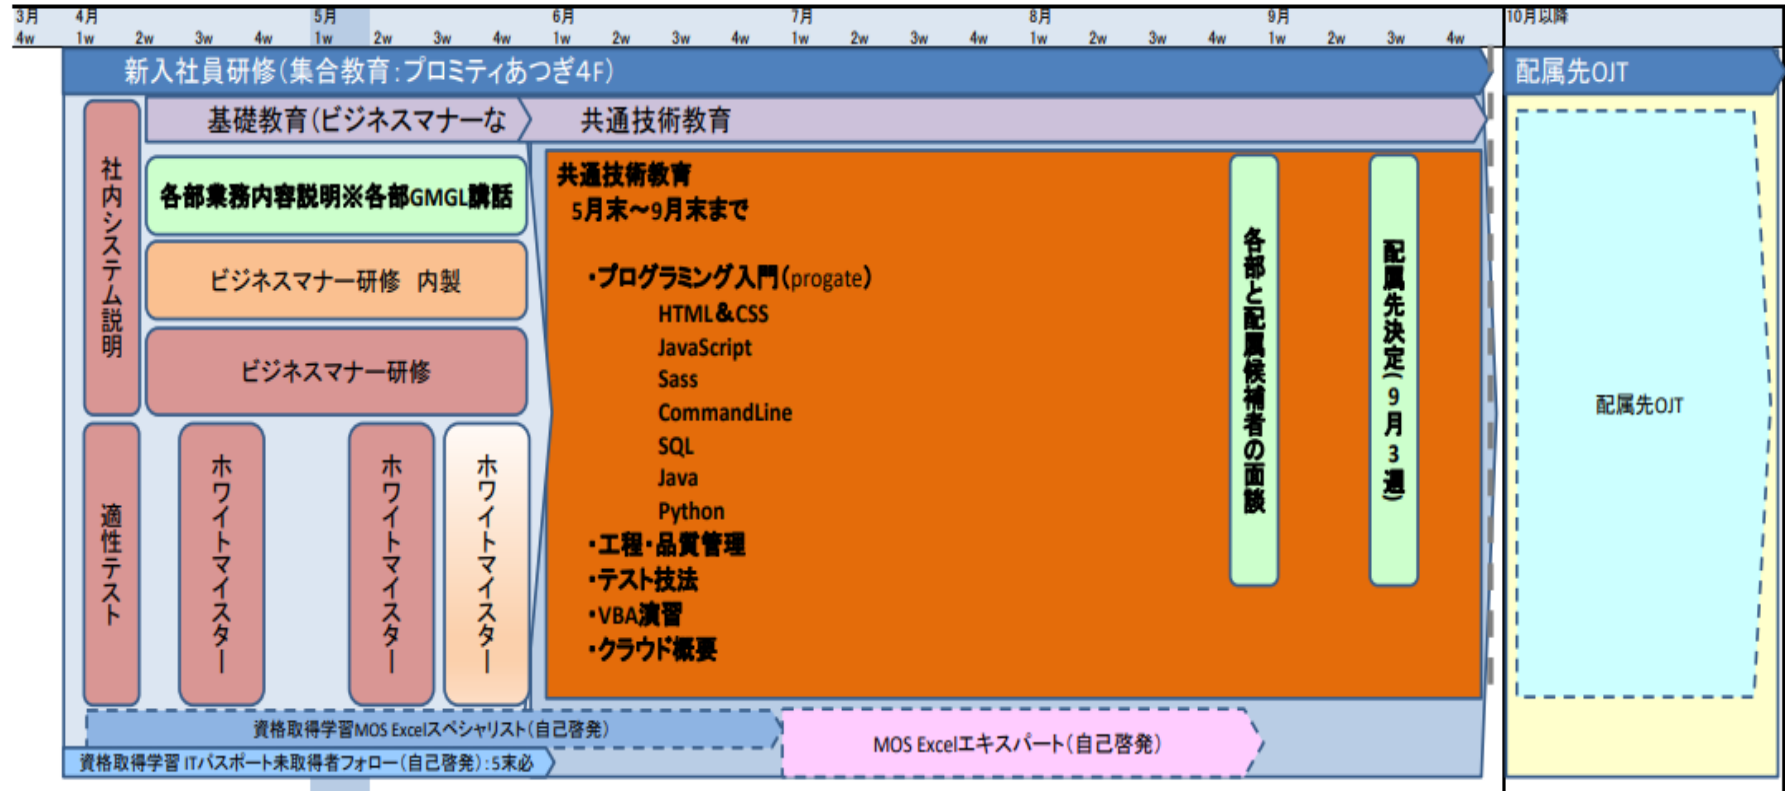 3月 4月 5月 6月 7月 8月 9月 10月以降
4w 1w 2w 3w 4w 1w 2w 3w 4w 1w 2w 3w 4w 1w 2w 3w 4w 1w 2w 3w 4w 1w 2w 3w 4w
新入社員研修(集合教育:プロミティあつぎ4F)
配属先OJT
基礎教育(ビジネスマナーな
共通技術教育
社内システム説明
各部業務内容説明※各部GMGL講話
ビジネスマナー研修 内製
ビジネスマナー研修
適性テスト
ホワイトマイスター
ホワイトマイスター
ホワイトマイスター
共通技術教育
5月末~9月末まで
・プログラミング入門(progate)
HTML&CSS
JavaScript
Sass
CommandLine
SQL
Java
Python
・工程・品質管理
・テスト技法
・VBA演習
・クラウド概要
各部と配属候補者の面談
配属先決定(9月3週)
配属先OJT
資格取得学習MOS Excelスペシャリスト(自己啓発)
MOS Excelエキスパート(自己啓発)
資格取得学習 ITパスポート未取得者フォロー(自己啓発):5末必